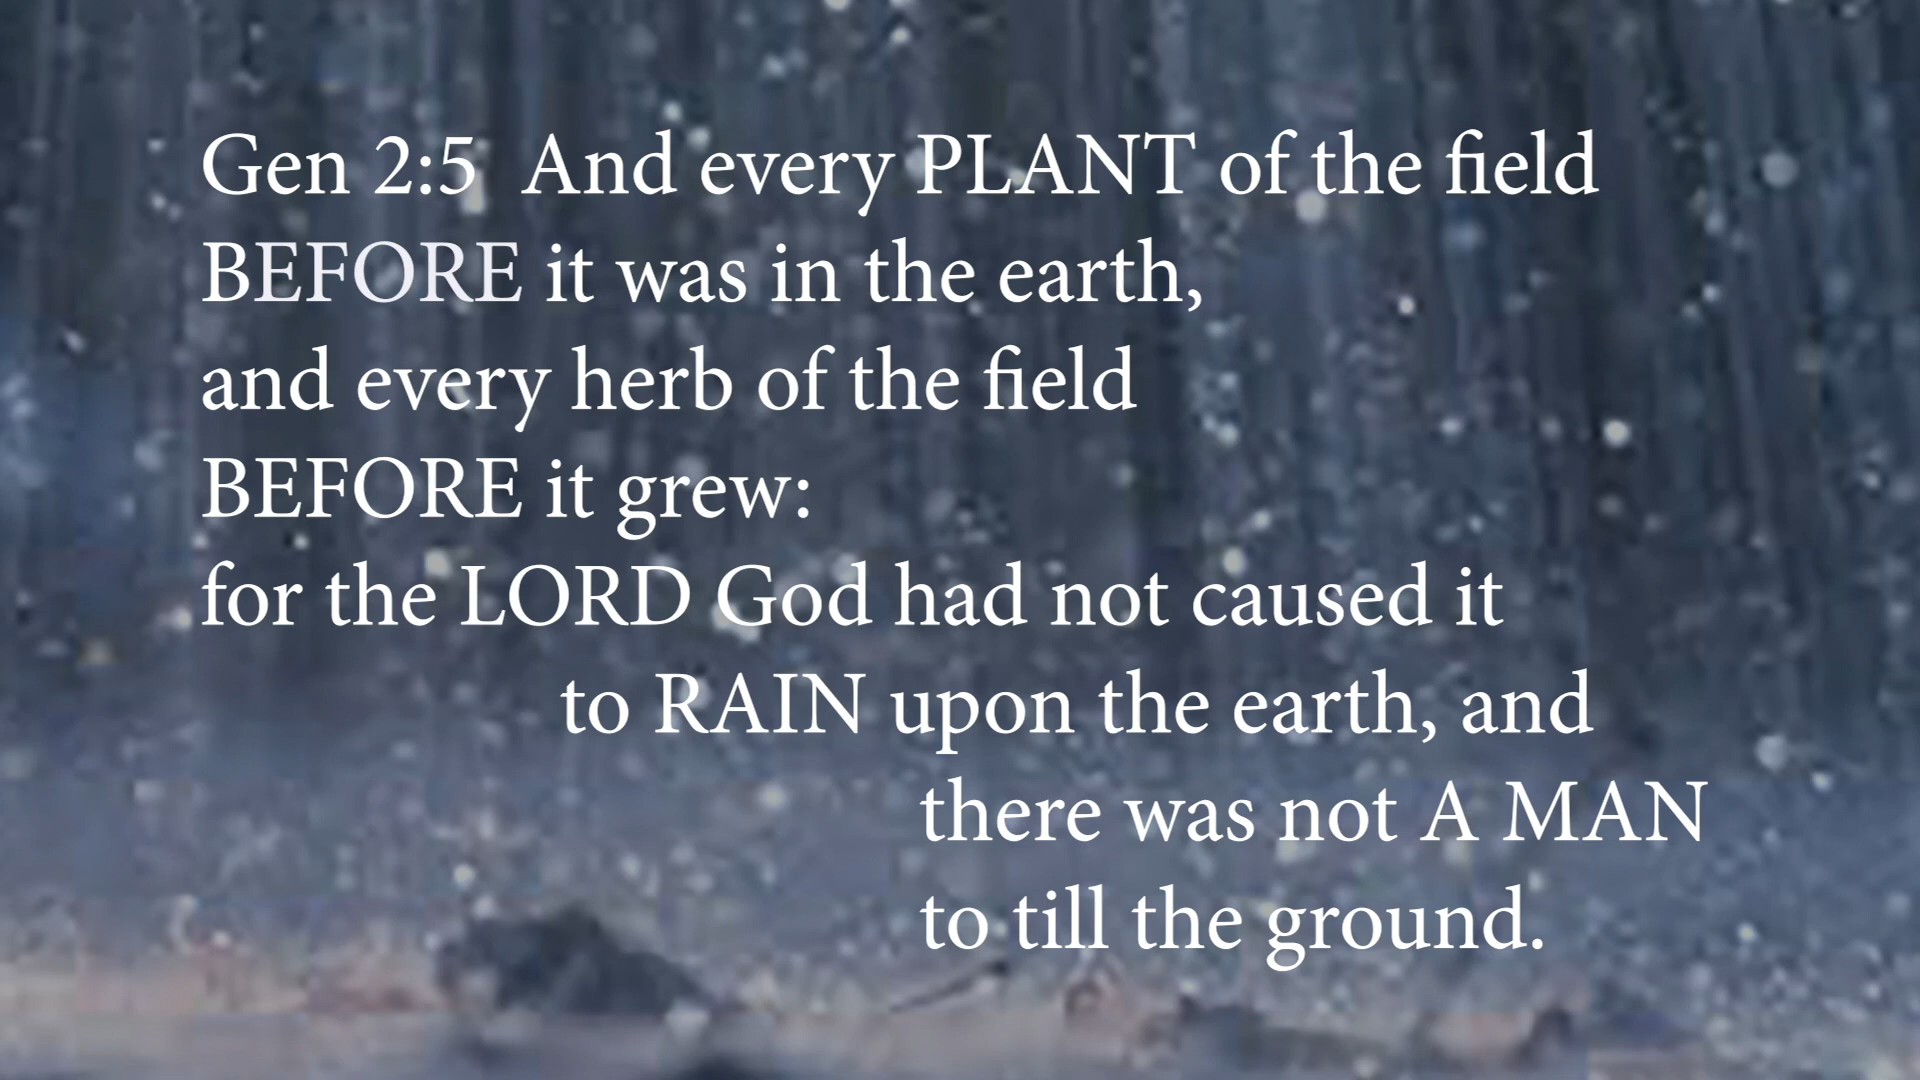 Gen 2:5  And every PLANT of the field
BEFORE it was in the earth,
and every herb of the field
BEFORE it grew:
for the LORD God had not caused it
to RAIN upon the earth, and
there was not A MAN
to till the ground.